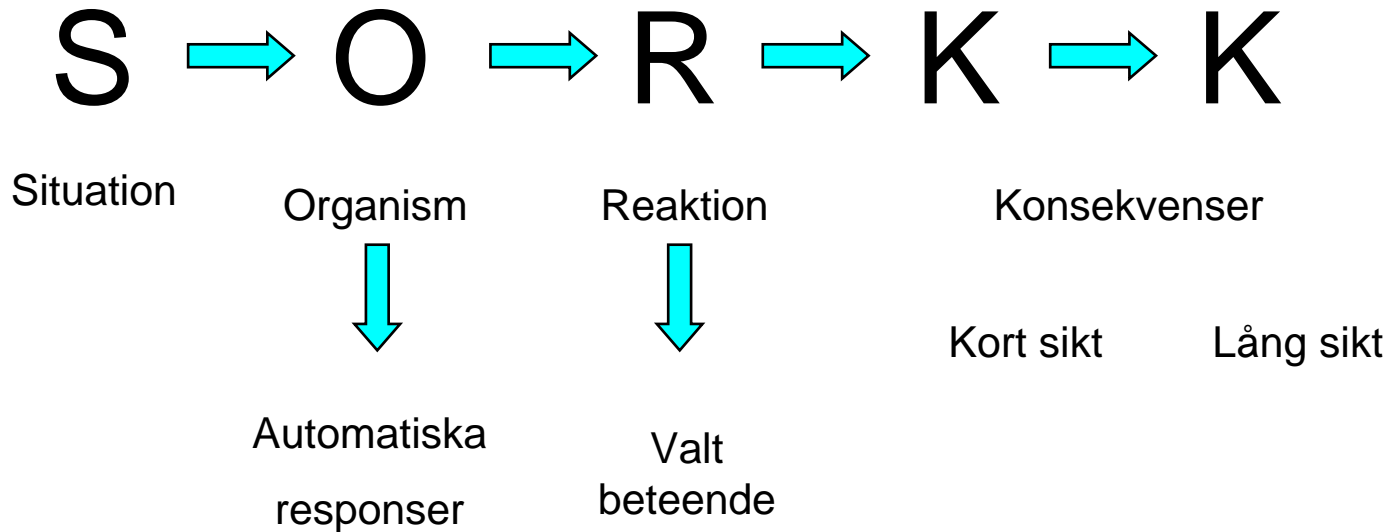 S O R K K
Situation Organism Reaktion Konsekvenser
Kort sikt Lång sikt
Automatiska
responser
Valt
beteende